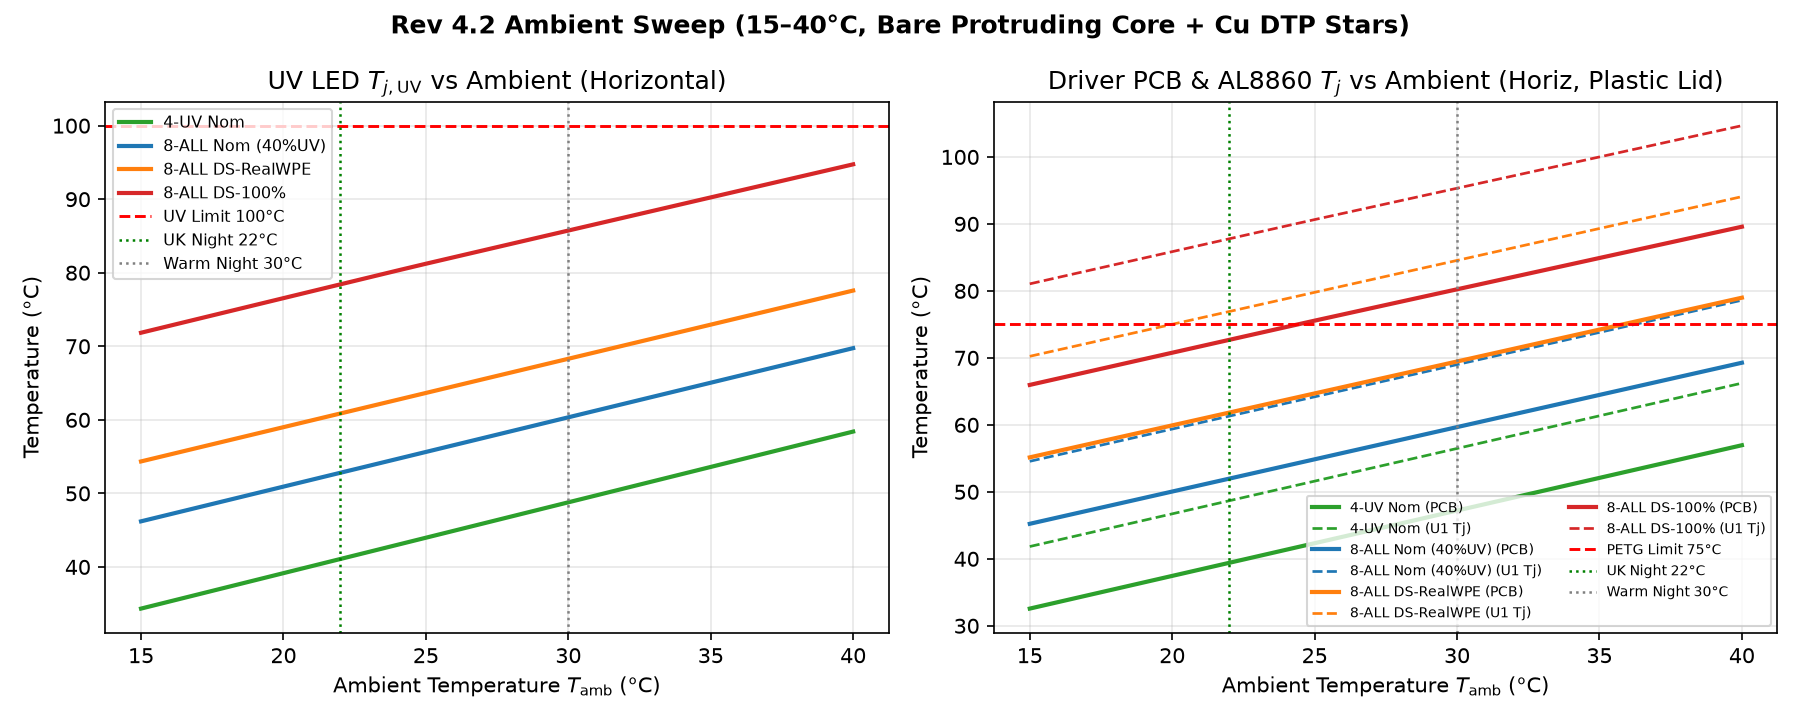 Rev 4.2 Ambient Sweep (15–40°C, Bare Protruding Core + Cu DTP Stars)
UV LED Tj, UV vs Ambient (Horizontal)
4-UV Nom
8-ALL Nom (40%UV)
8-ALL DS-RealWPE
8-ALL DS-100%
UV Limit 100°C
UK Night 22°C
Warm Night 30°C
100
90
80
70
60
50
40
Temperature (°C)
15 20 25 30 35 40
Ambient Temperature Tamb (°C)
Driver PCB & AL8860 Tj vs Ambient (Horiz, Plastic Lid)
100
90
80
70
60
50
40
30
Temperature (°C)
4-UV Nom (PCB)
4-UV Nom (U1 Tj)
8-ALL Nom (40%UV) (PCB)
8-ALL Nom (40%UV) (U1 Tj)
8-ALL DS-RealWPE (PCB)
8-ALL DS-RealWPE (U1 Tj)
8-ALL DS-100% (PCB)
8-ALL DS-100% (U1 Tj)
PETG Limit 75°C
UK Night 22°C
Warm Night 30°C
15 20 25 30 35 40
Ambient Temperature Tamb (°C)